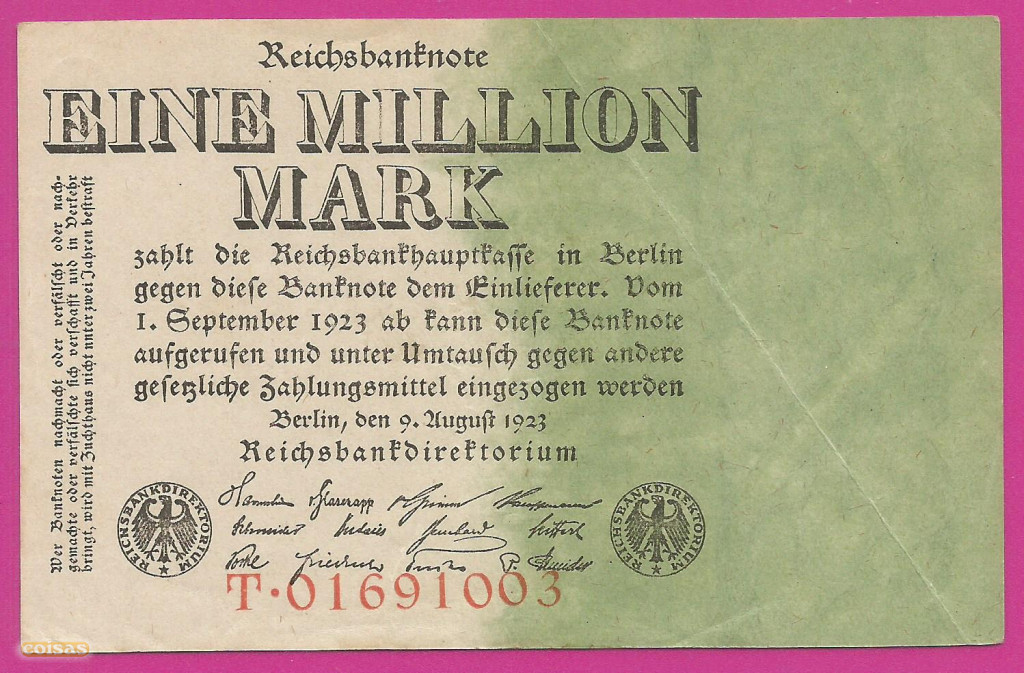 Reichsbanknote
EINE MILLION
MARK
zahlt die Reichsbankhauptkasse in Berlin
gegen diese Banknote dem Einlieferer. Vom
1. September 1923 ab kann diese Banknote
aufgerufen und unter Umtausch gegen andere
gesetzliche Zahlungsmittel eingezogen werden
Berlin, den 9. August 1923
Reichsbankdirektorium
Wer Banknoten nachmacht oder verfälscht oder nach-
gemachte oder verfälschte sich verschafft und in Verkehr
bringt, wird mit Zuchthaus nicht unter zwei Jahren bestraft
REICHSBANKDIREKTORIUM
REICHSBANKDIREKTORIUM
T·01691003
coisas